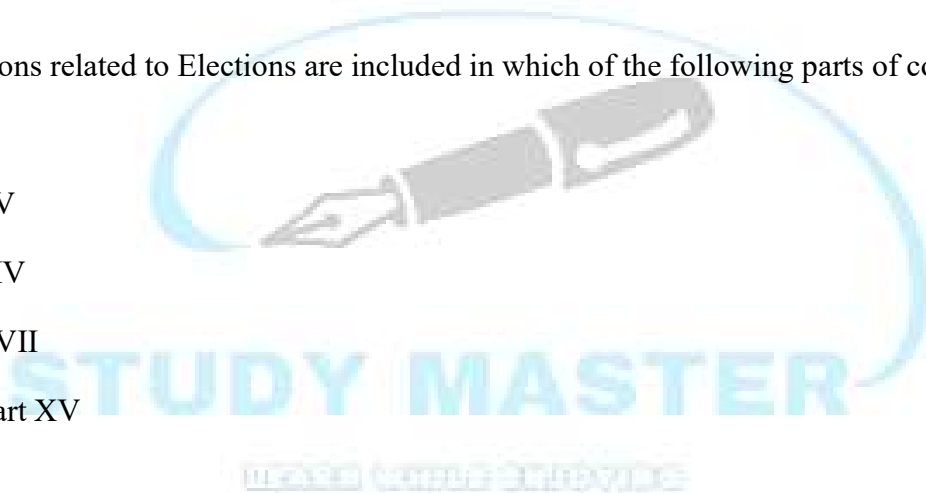 ons related to Elections are included in which of the following parts of co
V
IV
VII
art XV
STUDY MASTER